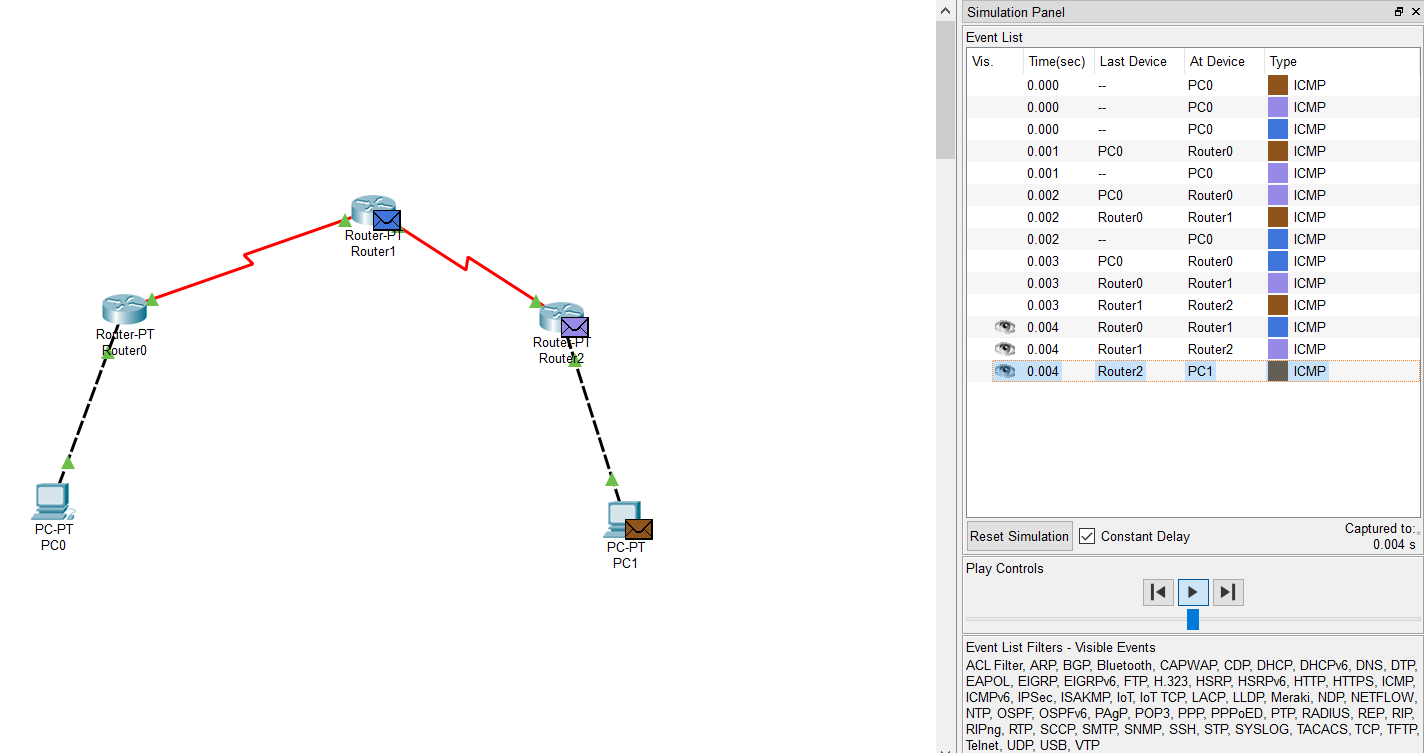 Simulation Panel
Event List
Vis. Time(sec) Last Device At Device Type
0.000 -- PC0 ICMP
0.000 -- PC0 ICMP
0.000 -- PC0 ICMP
0.001 PC0 Router0 ICMP
0.001 -- PC0 ICMP
0.002 PC0 Router0 ICMP
0.002 Router0 Router1 ICMP
0.002 -- PC0 ICMP
0.003 PC0 Router0 ICMP
0.003 Router0 Router1 ICMP
0.003 Router1 Router2 ICMP
0.004 Router0 Router1 ICMP
0.004 Router1 Router2 ICMP
0.004 Router2 PC1 ICMP
Reset Simulation Constant Delay Captured to:
0.004 s
Play Controls
Event List Filters - Visible Events
ACL Filter, ARP, BGP, Bluetooth, CAPWAP, CDP, DHCP, DHCPv6, DNS, DTP,
EAPOL, EIGRP, EIGRPv6, FTP, H.323, HSRP, HSRPv6, HTTP, HTTPS, ICMP,
ICMPv6, IPSec, ISAKMP, IoT, IoT TCP, LACP, LLDP, Meraki, NDP, NETFLOW,
NTP, OSPF, OSPFv6, PAgP, POP3, PPP, PPPoED, PTP, RADIUS, REP, RIP,
RIPng, RTP, SCCP, SMTP, SNMP, SSH, STP, SYSLOG, TACACS, TCP, TFTP,
Telnet, UDP, USB, VTP
Router-PT
Router1
Router-PT
Router0
Router-PT
Router2
PC-PT
PC0
PC-PT
PC1